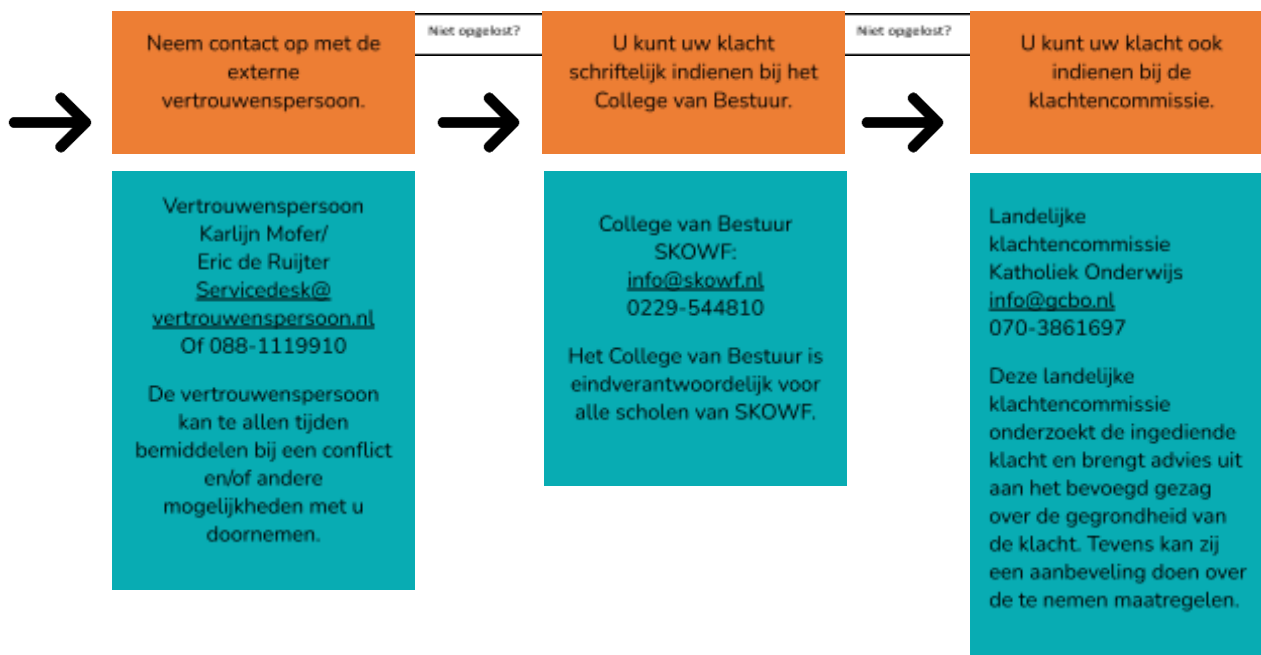 Neem contact op met de
externe
vertrouwenspersoon.
Niet opgelost?
U kunt uw klacht
schriftelijk indienen bij het
College van Bestuur.
Niet opgelost?
U kunt uw klacht ook
indienen bij de
klachtencommissie.
Vertrouwenspersoon
Karlijn Mofer/
Eric de Ruijter
Servicedesk@
vertrouwenspersoon.nl
Of 088-1119910
De vertrouwenspersoon
kan te allen tijden
bemiddelen bij een conflict
en/of andere
mogelijkheden met u
doornemen.
College van Bestuur
SKOWF:
info@skowf.nl
0229-544810
Het College van Bestuur is
eindverantwoordelijk voor
alle scholen van SKOWF.
Landelijke
klachtencommissie
Katholiek Onderwijs
info@gcbo.nl
070-3861697
Deze landelijke
klachtencommissie
onderzoekt de ingediende
klacht en brengt advies uit
aan het bevoegd gezag
over de gegrondheid van
de klacht. Tevens kan zij
een aanbeveling doen over
de te nemen maatregelen.